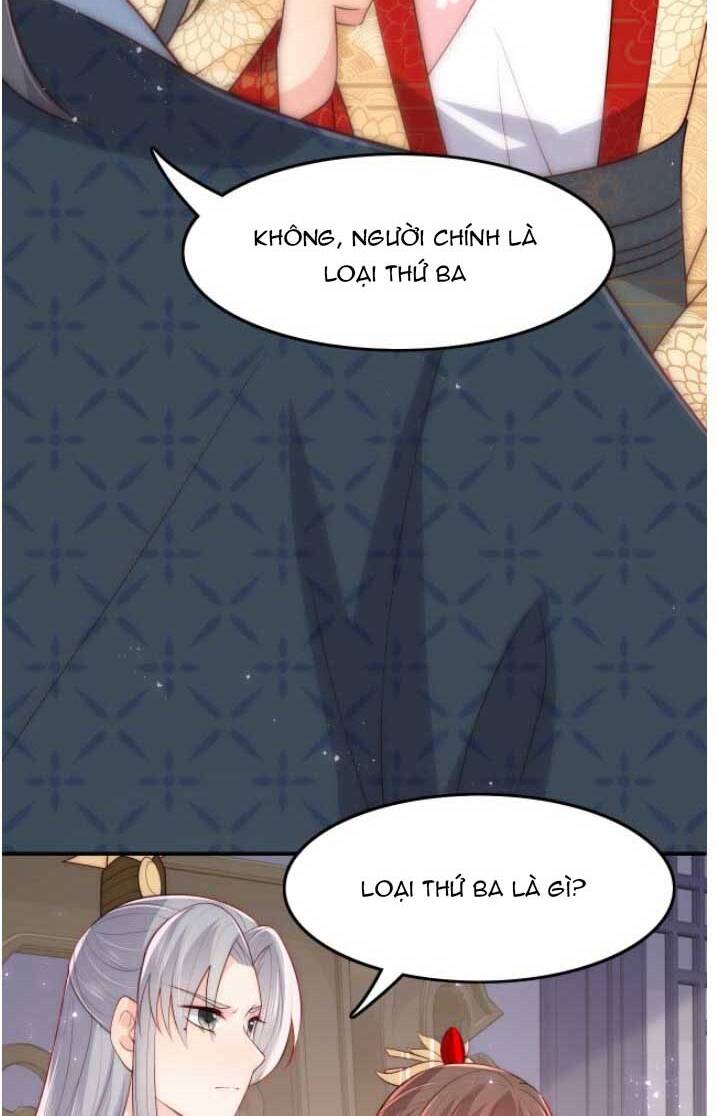 KHÔNG, NGƯỜI CHÍNH LÀ
LOẠI THỨ BA
LOẠI THỨ BA LÀ GÌ?